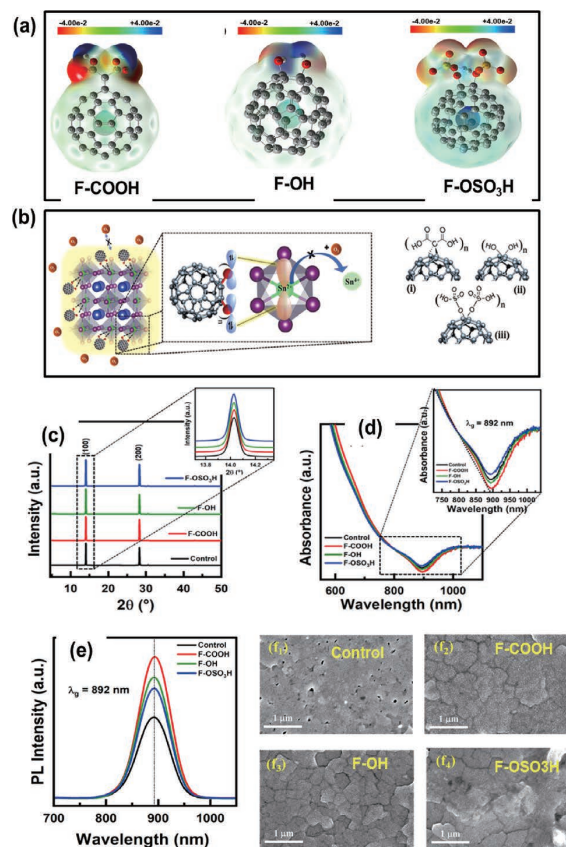 (a)
-4.00e-2 +4.00e-2
-4.00e-2 +4.00e-2
-4.00e-2 +4.00e-2
F-COOH
F-OH
F-OSO₃H
(b)
Sn²⁺
Sn⁴⁺
(i)
(ii)
(iii)
(c)
Intensity (a.u.)
(100)
(200)
F-OSO₃H
F-OH
F-COOH
Control
0 10 20 30 40 50
2θ (°)
Intensity (a.u.)
13.8 14.0 14.2
2θ (°)
(d)
Absorbance (a.u.)
Control
F-COOH
F-OH
F-OSO₃H
600 700 800 900 1000
Wavelength (nm)
Absorbance (a.u.)
λg = 892 nm
Control
F-COOH
F-OH
F-OSO₃H
750 800 850 900 950 1000
Wavelength (nm)
(e)
PL Intensity (a.u.)
λg = 892 nm
Control
F-COOH
F-OH
F-OSO₃H
700 800 900 1000
Wavelength (nm)
(f₁)
Control
1 μm
(f₂)
F-COOH
1 μm
(f₃)
F-OH
1 μm
(f₄)
F-OSO3H
1 μm